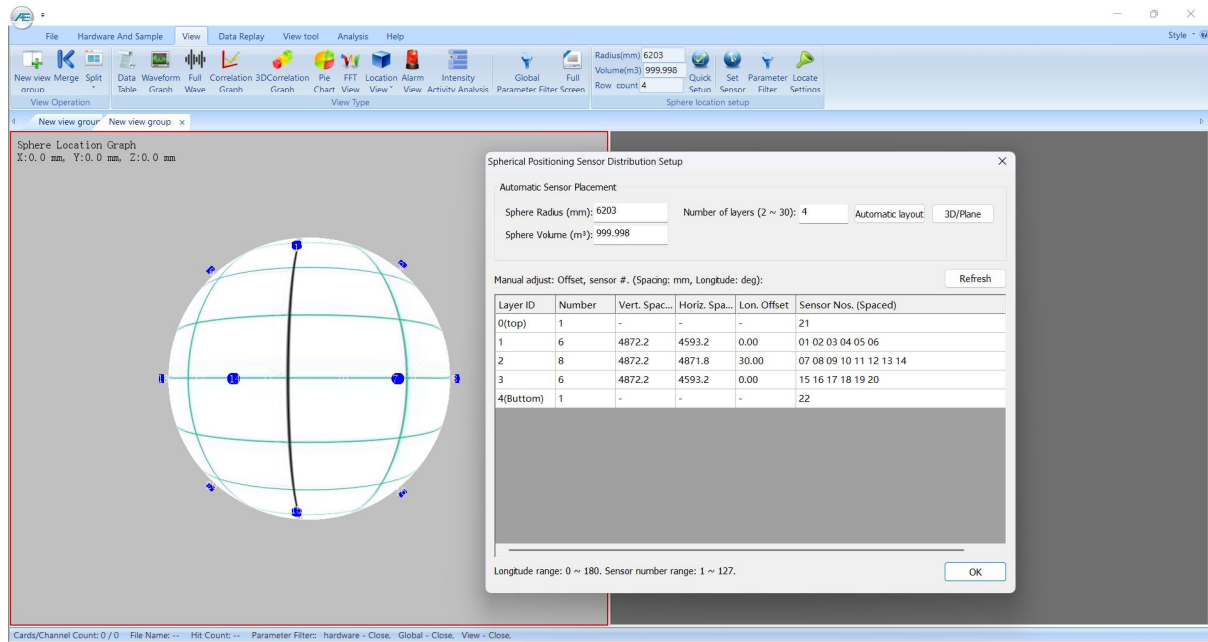 AE
File Hardware And Sample View Data Replay View tool Analysis Help Style
New view group Merge Split Data Table Waveform Graph Full Wave Correlation Graph 3DCorrelation Graph Pie Chart FFT View Location View Alarm View Intensity Activity Analysis Global Parameter Filter Full Screen
Radius(mm) 6203
Volume(m3) 999.998
Row count 4
Quick Setup Set Sensor Parameter Filter Locate Settings
View Operation View Type Sphere location setup
New view group New view group ×
Sphere Location Graph
X:0.0 mm, Y:0.0 mm, Z:0.0 mm
1
14 7
Spherical Positioning Sensor Distribution Setup
Automatic Sensor Placement
Sphere Radius (mm): 6203 Number of layers (2 ~ 30): 4 Automatic layout 3D/Plane
Sphere Volume (m³): 999.998
Manual adjust: Offset, sensor #. (Spacing: mm, Longitude: deg): Refresh
Layer ID Number Vert. Spac... Horiz. Spa... Lon. Offset Sensor Nos. (Spaced)
0(top) 1 - - - 21
1 6 4872.2 4593.2 0.00 01 02 03 04 05 06
2 8 4872.2 4871.8 30.00 07 08 09 10 11 12 13 14
3 6 4872.2 4593.2 0.00 15 16 17 18 19 20
4(Buttom) 1 - - - 22
Longitude range: 0 ~ 180. Sensor number range: 1 ~ 127.
OK
Cards/Channel Count: 0 / 0 File Name: -- Hit Count: -- Parameter Filter:: hardware - Close, Global - Close, View - Close,